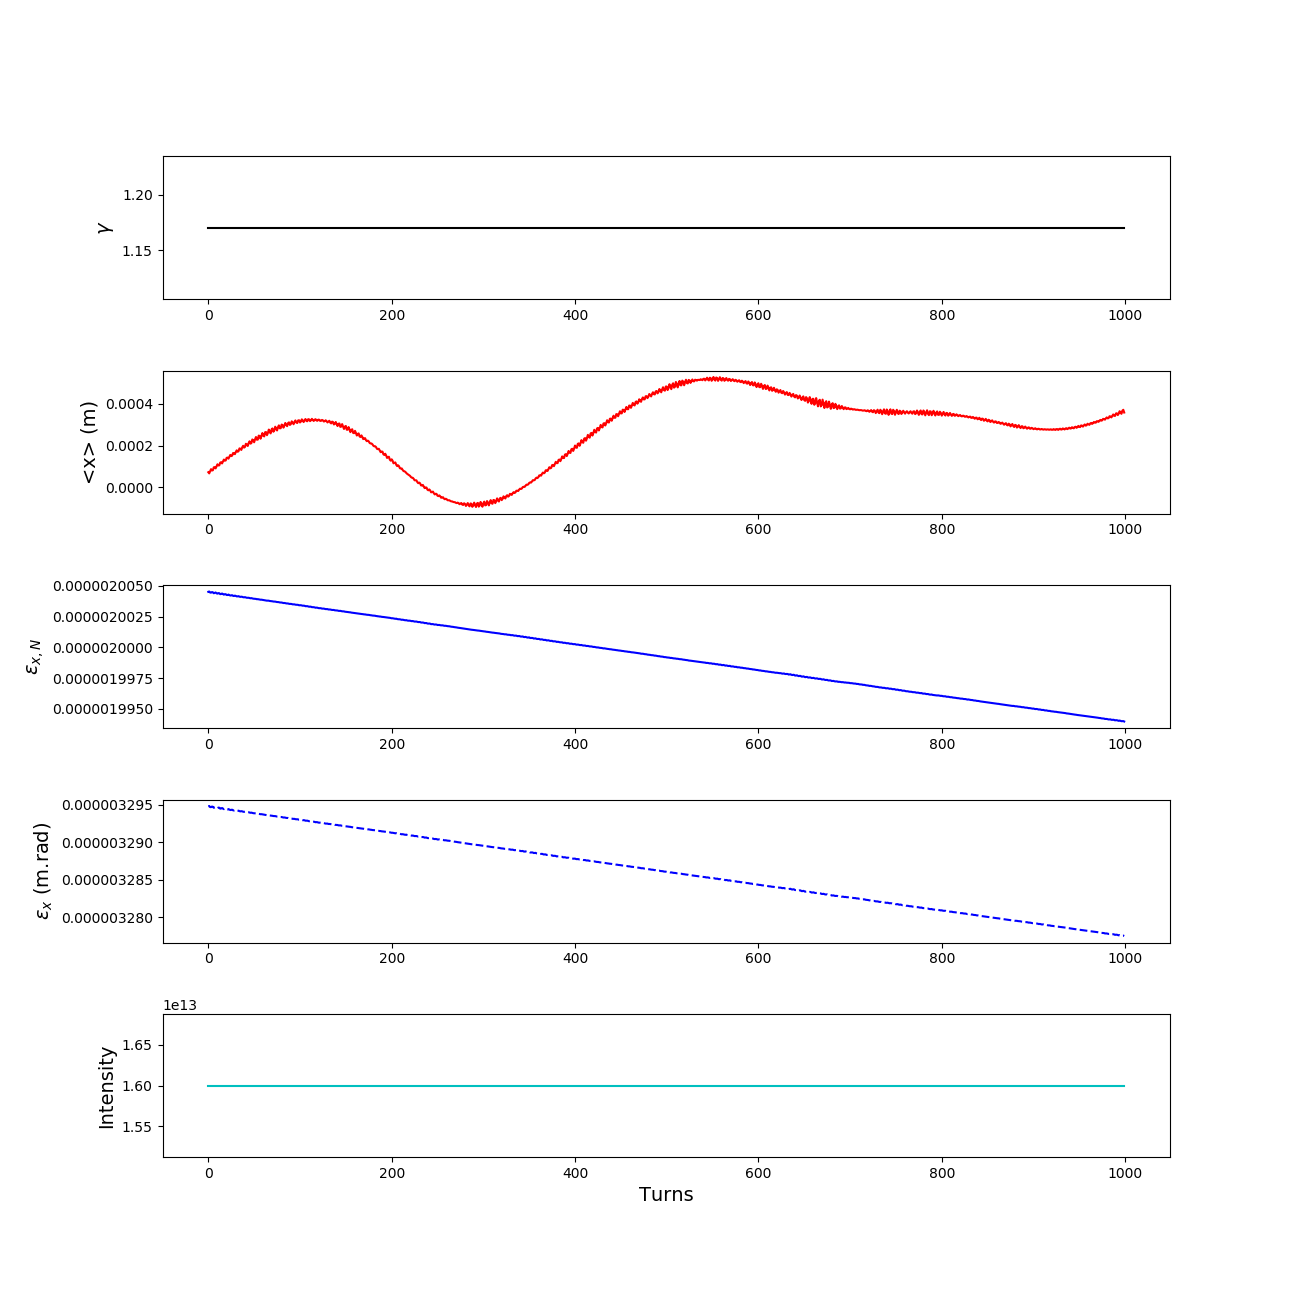 γ
1.20
1.15
0 200 400 600 800 1000
<x> (m)
0.0004
0.0002
0.0000
0 200 400 600 800 1000
ε_{x, N}
0.0000020050
0.0000020025
0.0000020000
0.0000019975
0.0000019950
0 200 400 600 800 1000
ε_x (m.rad)
0.000003295
0.000003290
0.000003285
0.000003280
0 200 400 600 800 1000
1e13
Intensity
1.65
1.60
1.55
0 200 400 600 800 1000
Turns